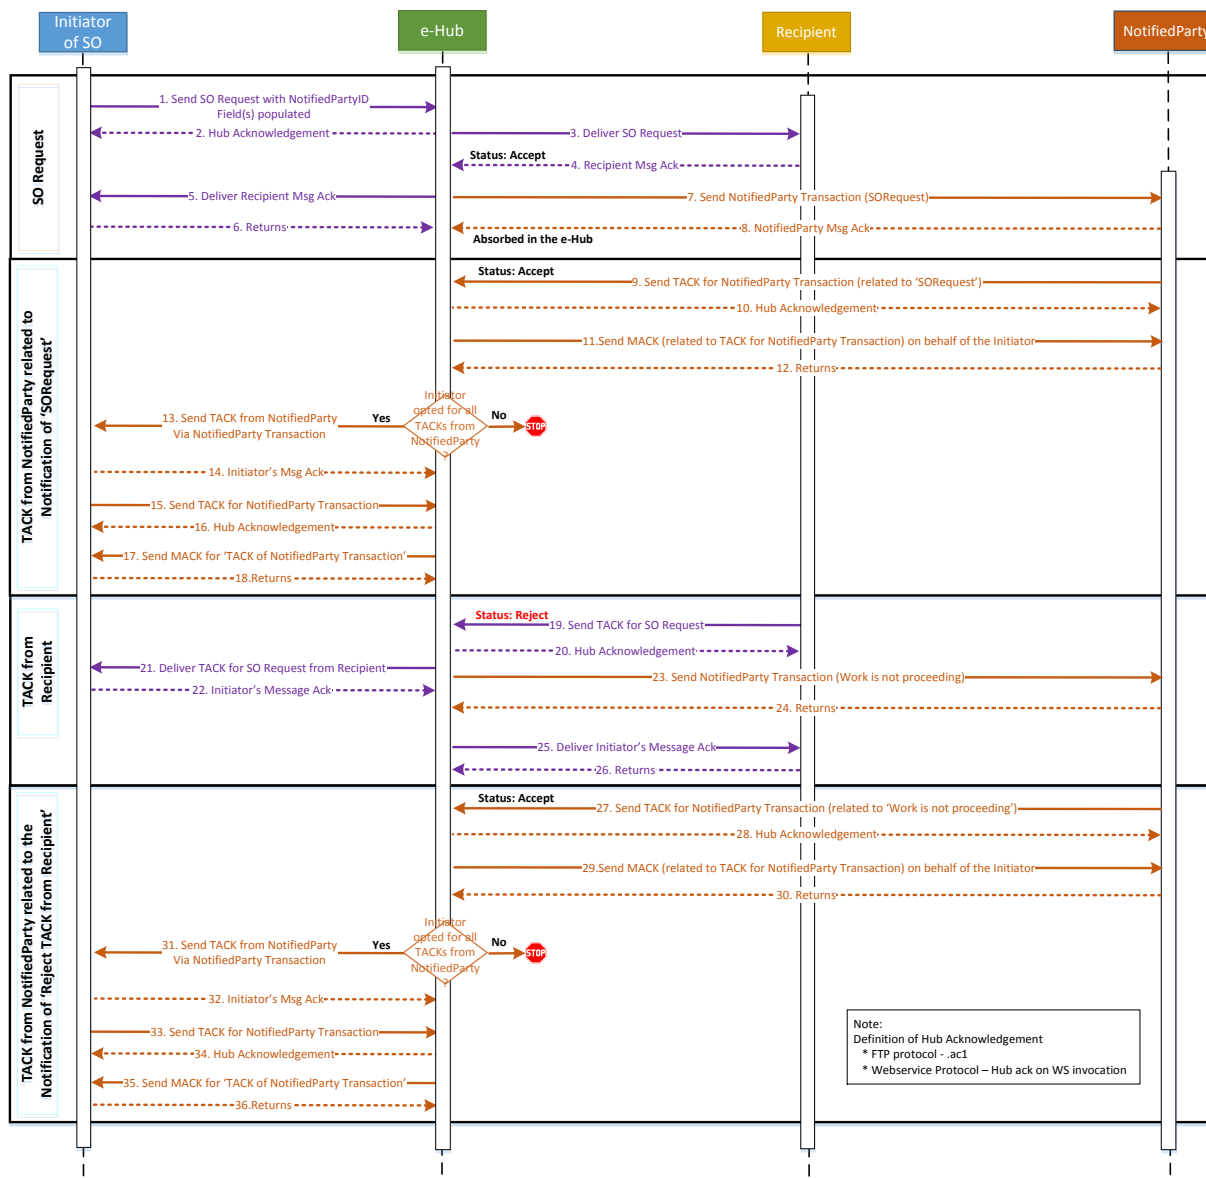 Initiator
of SO
e-Hub
Recipient
NotifiedParty
SO Request
1. Send SO Request with NotifiedPartyID
Field(s) populated
2. Hub Acknowledgement
3. Deliver SO Request
Status: Accept
4. Recipient Msg Ack
5. Deliver Recipient Msg Ack
7. Send NotifiedParty Transaction (SORequest)
6. Returns
8. NotifiedParty Msg Ack
Absorbed in the e-Hub
TACK from NotifiedParty related to
Notification of ‘SORequest’
Status: Accept
9. Send TACK for NotifiedParty Transaction (related to ‘SORequest’)
10. Hub Acknowledgement
11.Send MACK (related to TACK for NotifiedParty Transaction) on behalf of the Initiator
12. Returns
Initiator
opted for all
TACKs from
NotifiedParty
?
Yes
No
STOP
13. Send TACK from NotifiedParty
Via NotifiedParty Transaction
14. Initiator’s Msg Ack
15. Send TACK for NotifiedParty Transaction
16. Hub Acknowledgement
17. Send MACK for ‘TACK of NotifiedParty Transaction’
18.Returns
TACK from
Recipient
Status: Reject
19. Send TACK for SO Request
20. Hub Acknowledgement
21. Deliver TACK for SO Request from Recipient
23. Send NotifiedParty Transaction (Work is not proceeding)
22. Initiator’s Message Ack
24. Returns
25. Deliver Initiator’s Message Ack
26. Returns
TACK from NotifiedParty related to the
Notification of ‘Reject TACK from Recipient’
Status: Accept
27. Send TACK for NotifiedParty Transaction (related to ‘Work is not proceeding’)
28. Hub Acknowledgement
29.Send MACK (related to TACK for NotifiedParty Transaction) on behalf of the Initiator
30. Returns
Initiator
opted for all
TACKs from
NotifiedParty
?
Yes
No
STOP
31. Send TACK from NotifiedParty
Via NotifiedParty Transaction
32. Initiator’s Msg Ack
33. Send TACK for NotifiedParty Transaction
34. Hub Acknowledgement
35. Send MACK for ‘TACK of NotifiedParty Transaction’
36.Returns
Note:
Definition of Hub Acknowledgement
* FTP protocol - .ac1
* Webservice Protocol – Hub ack on WS invocation